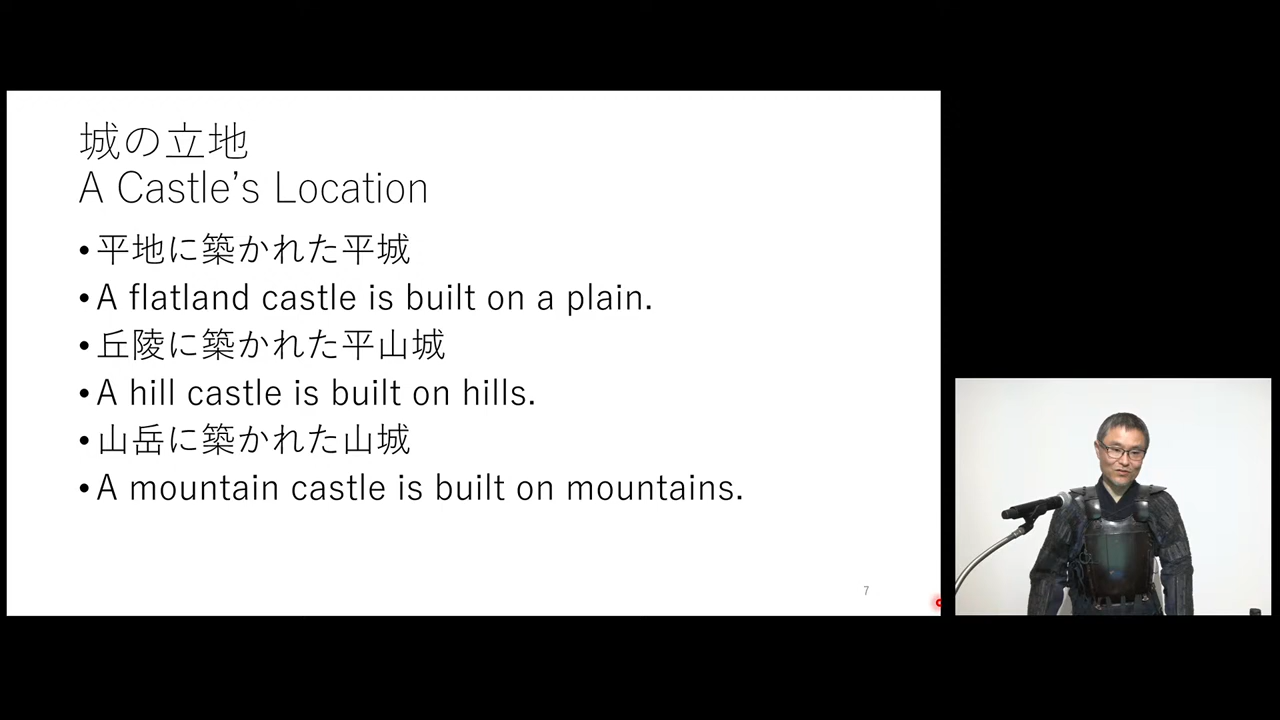 城の立地
A Castle’s Location
•平地に築かれた平城
•A flatland castle is built on a plain.
•丘陵に築かれた平山城
•A hill castle is built on hills.
•山岳に築かれた山城
•A mountain castle is built on mountains.
7